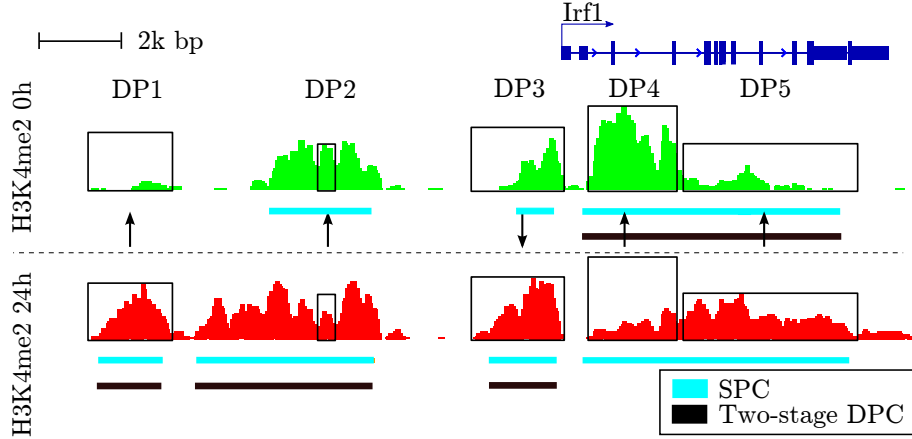 Irf1
2k bp
DP1 DP2 DP3 DP4 DP5
H3K4me2 0h
H3K4me2 24h
SPC
Two-stage DPC